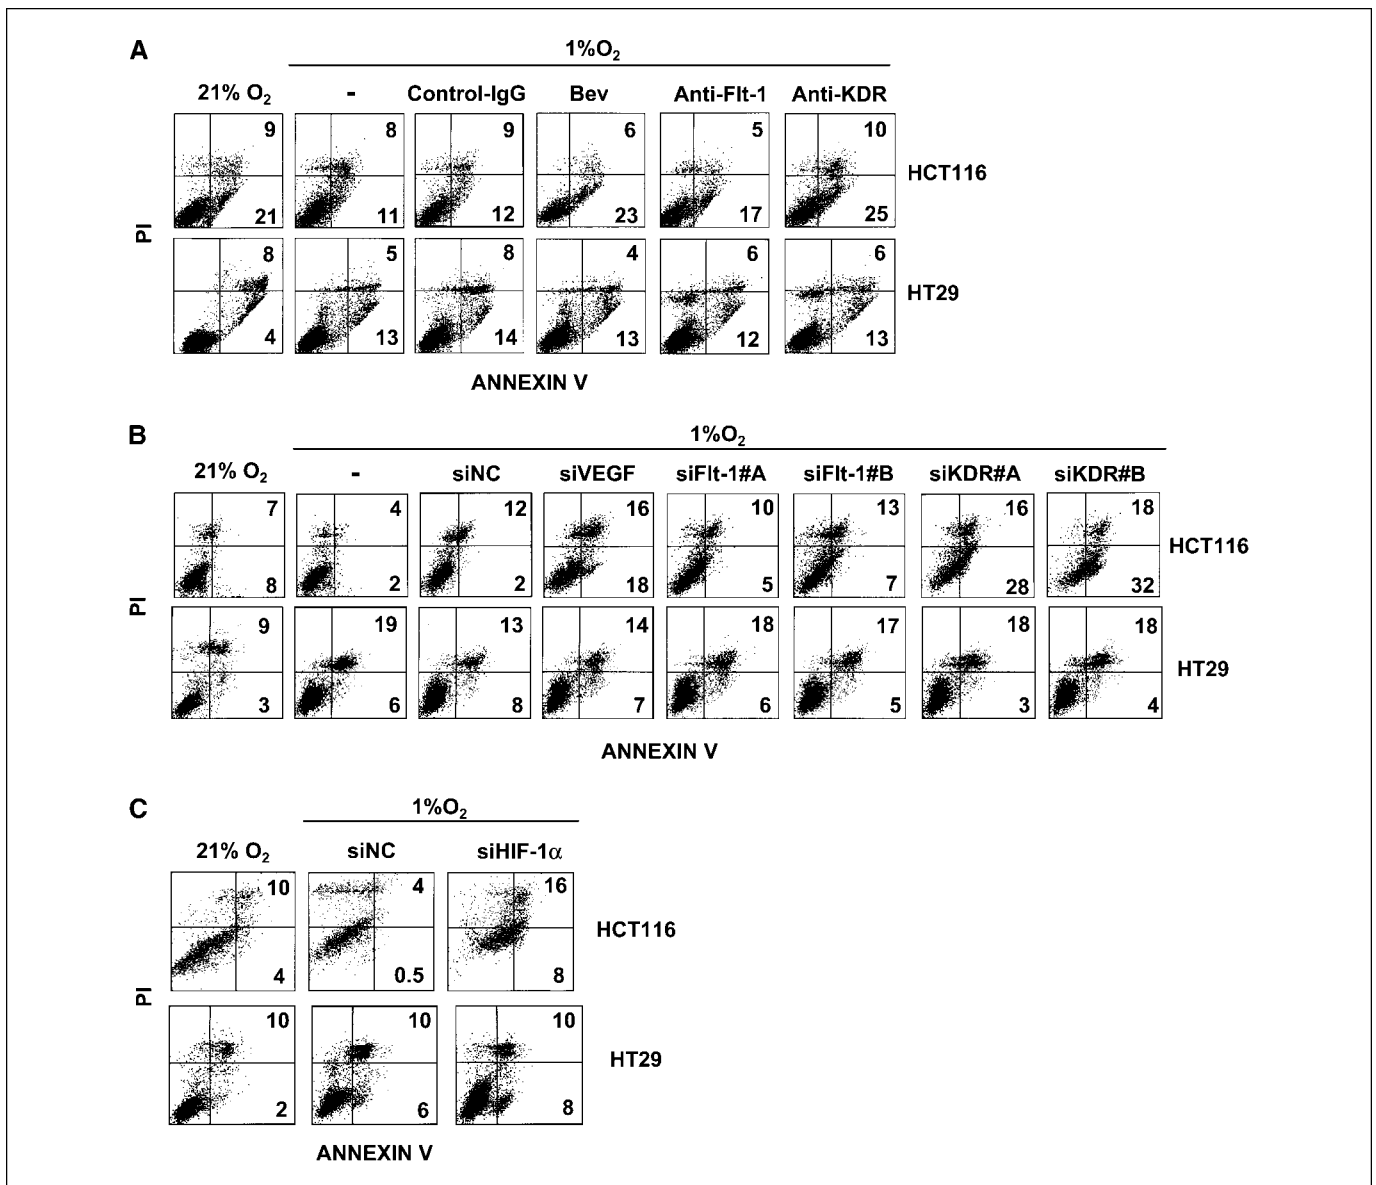 A
1%O2
21% O2 - Control-IgG Bev Anti-Flt-1 Anti-KDR
9 8 9 6 5 10
HCT116
21 11 12 23 17 25
PI
8 5 8 4 6 6
HT29
4 13 14 13 12 13
ANNEXIN V
B
1%O2
21% O2 - siNC siVEGF siFlt-1#A siFlt-1#B siKDR#A siKDR#B
7 4 12 16 10 13 16 18
HCT116
8 2 2 18 5 7 28 32
PI
9 19 13 14 18 17 18 18
HT29
3 6 8 7 6 5 3 4
ANNEXIN V
C
1%O2
21% O2 siNC siHIF-1α
10 4 16
HCT116
4 0.5 8
PI
10 10 10
HT29
2 6 8
ANNEXIN V